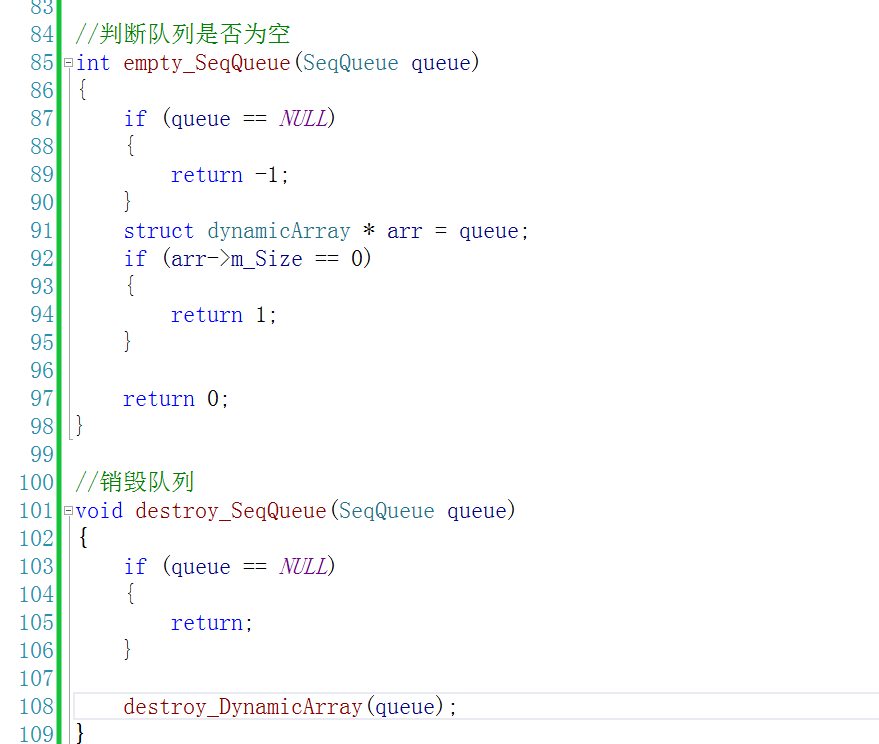 83
84 //判断队列是否为空
85 int empty_SeqQueue(SeqQueue queue)
86 {
87     if (queue == NULL)
88     {
89         return -1;
90     }
91     struct dynamicArray * arr = queue;
92     if (arr->m_Size == 0)
93     {
94         return 1;
95     }
96
97     return 0;
98 }
99
100 //销毁队列
101 void destroy_SeqQueue(SeqQueue queue)
102 {
103     if (queue == NULL)
104     {
105         return;
106     }
107
108     destroy_DynamicArray(queue);
109 }